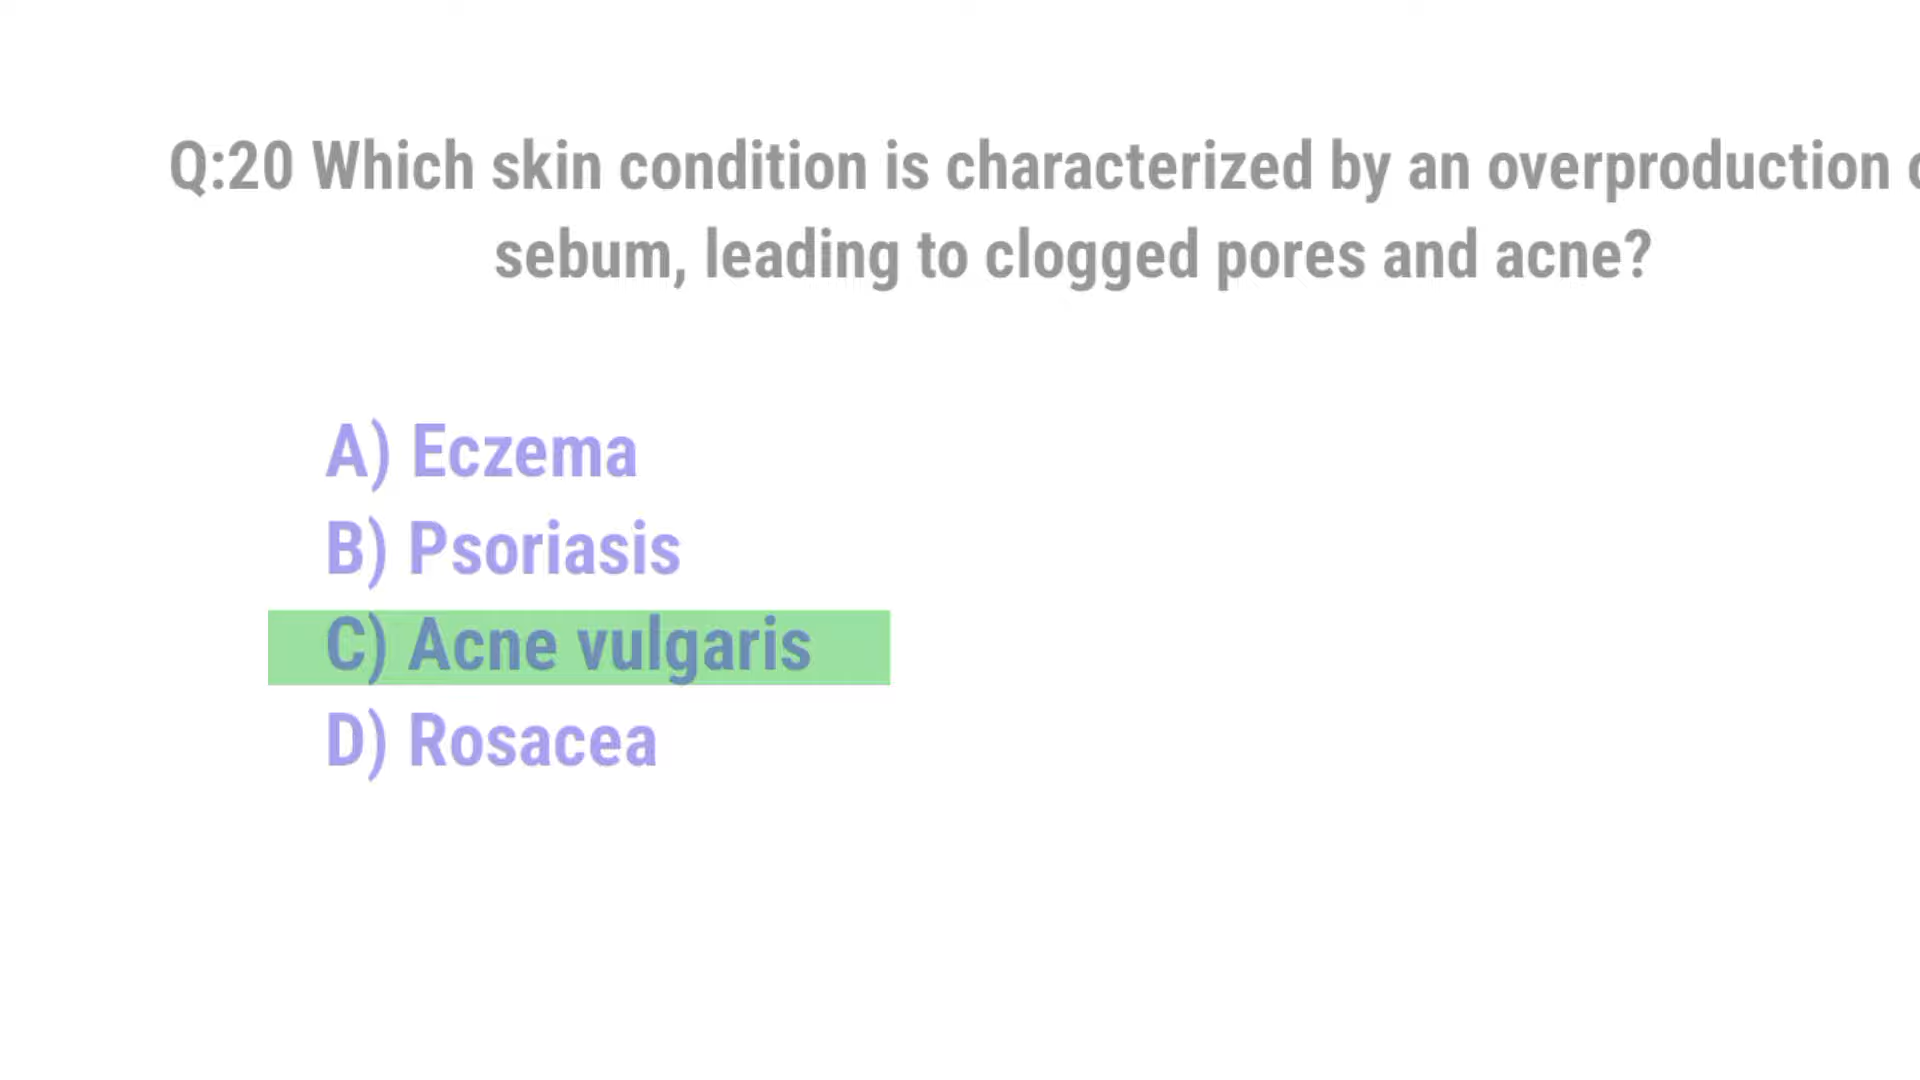 Q:20 Which skin condition is characterized by an overproduction
sebum, leading to clogged pores and acne?
A) Eczema
B) Psoriasis
C) Acne vulgaris
D) Rosacea